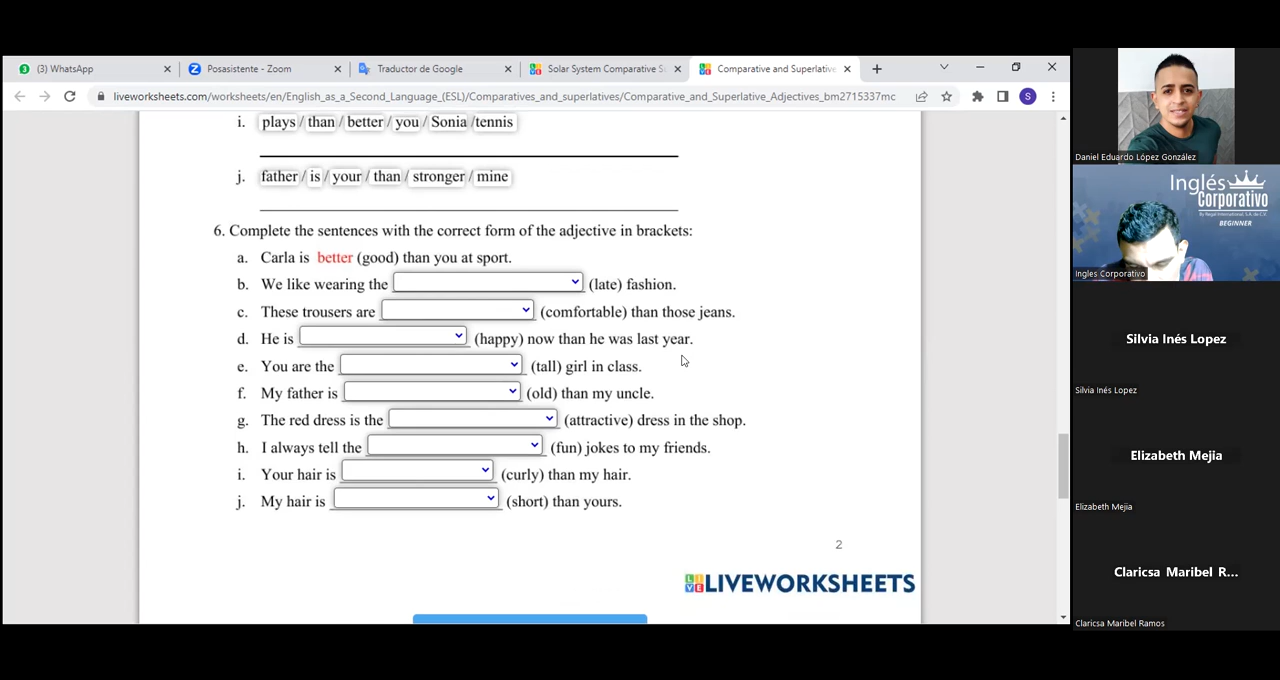 (3) WhatsApp
Posasistente - Zoom
Traductor de Google
Solar System Comparative S
Comparative and Superlative
liveworksheets.com/worksheets/en/English_as_a_Second_Language_(ESL)/Comparatives_and_superlatives/Comparative_and_Superlative_Adjectives_bm2715337mc
S
i. plays / than / better / you / Sonia /tennis
j. father / is / your / than / stronger / mine
6. Complete the sentences with the correct form of the adjective in brackets:
a. Carla is better (good) than you at sport.
b. We like wearing the (late) fashion.
c. These trousers are (comfortable) than those jeans.
d. He is (happy) now than he was last year.
e. You are the (tall) girl in class.
f. My father is (old) than my uncle.
g. The red dress is the (attractive) dress in the shop.
h. I always tell the (fun) jokes to my friends.
i. Your hair is (curly) than my hair.
j. My hair is (short) than yours.
2
LIVE LIVEWORKSHEETS
Daniel Eduardo López González
Inglés
Corporativo
By Regal International, S.A. de C.V.
BEGINNER
Ingles Corporativo
Silvia Inés Lopez
Silvia Inés Lopez
Elizabeth Mejia
Elizabeth Mejia
Claricsa Maribel R...
Claricsa Maribel Ramos